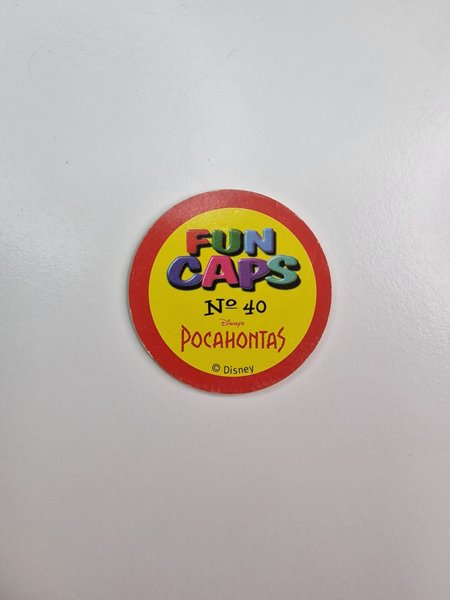 FUN
CAPS
Nº 40
Disney's
POCAHONTAS
© Disney